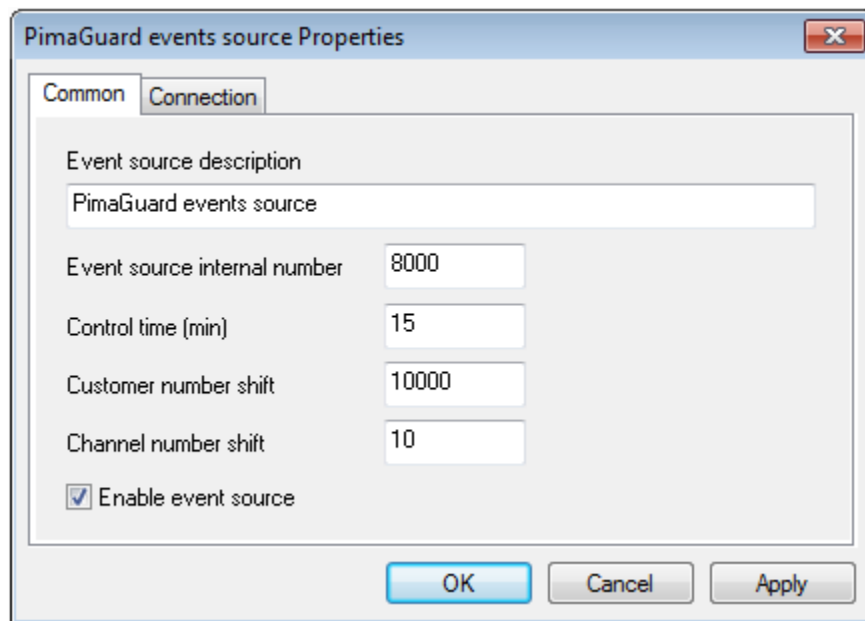 PimaGuard events source Properties
Common Connection
Event source description
PimaGuard events source
Event source internal number 8000
Control time (min) 15
Customer number shift 10000
Channel number shift 10
Enable event source
OK Cancel Apply